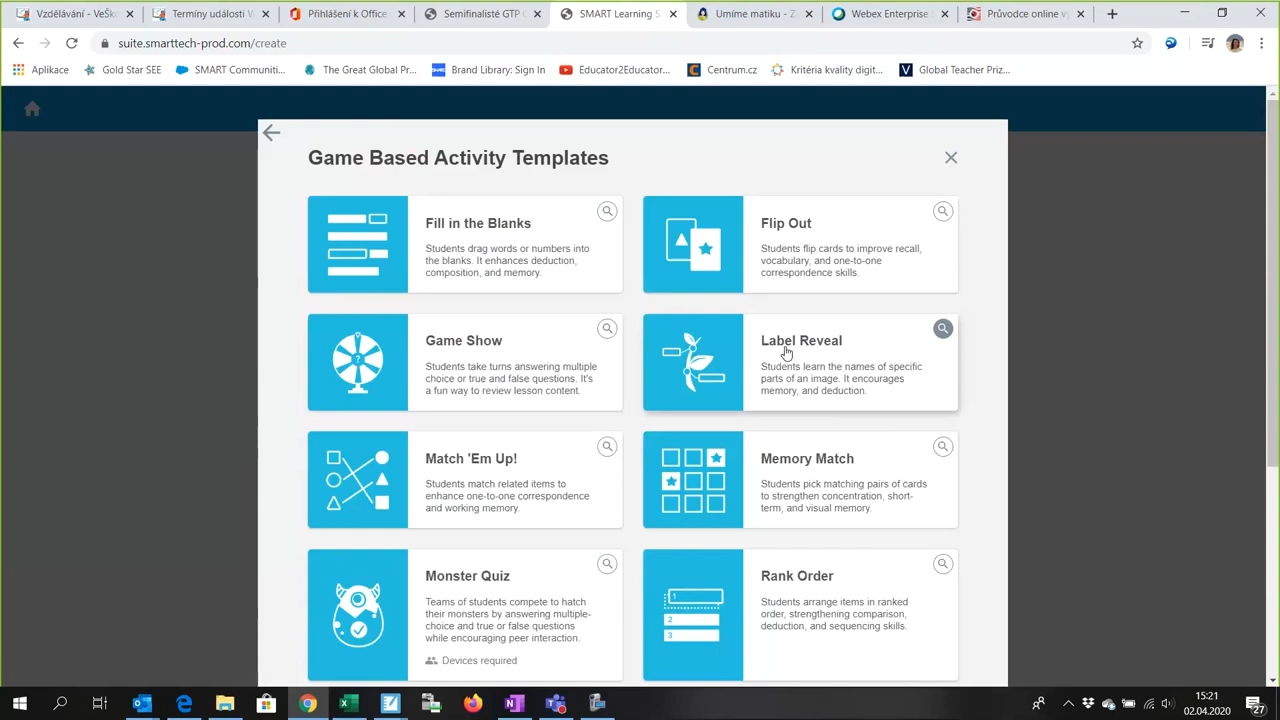 Vzdělávání - VeŠk
Termíny události W
Přihlášení k Office
Semifinalisté GTP C
SMART Learning S
Umíme matiku - Z
Webex Enterprise
Průvodce online vý
suite.smarttech-prod.com/create
Aplikace
Gold Star SEE
SMART Communiti...
The Great Global Pr...
Brand Library: Sign In
Educator2Educator...
Centrum.cz
Kritéria kvality digit...
Global Teacher Priz...
Game Based Activity Templates
Fill in the Blanks
Students drag words or numbers into
the blanks. It enhances deduction,
composition, and memory.
Flip Out
Students flip cards to improve recall,
vocabulary, and one-to-one
correspondence skills.
Game Show
Students take turns answering multiple
choice or true and false questions. It's
a fun way to review lesson content.
Label Reveal
Students learn the names of specific
parts of an image. It encourages
memory, and deduction.
Match 'Em Up!
Students match related items to
enhance one-to-one correspondence
and working memory.
Memory Match
Students pick matching pairs of cards
to strengthen concentration, short-
term, and visual memory.
Monster Quiz
Teams of students compete to hatch
their monsters by answering multiple-
choice and true or false questions
while encouraging peer interaction.
Devices required
Rank Order
1
2
3
Students arrange items in ranked
order, strengthening comparison,
deduction, and sequencing skills.
15:21
02.04.2020
27